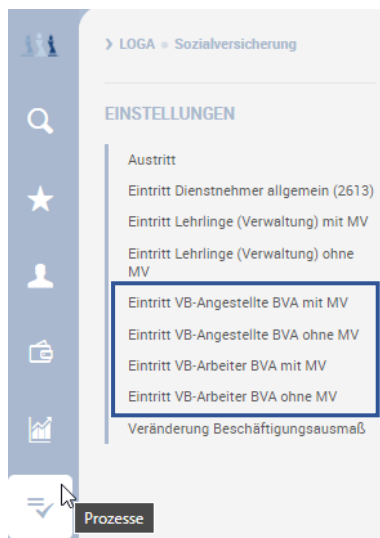 ❯ LOGA • Sozialversicherung
EINSTELLUNGEN
Austritt
Eintritt Dienstnehmer allgemein (2613)
Eintritt Lehrlinge (Verwaltung) mit MV
Eintritt Lehrlinge (Verwaltung) ohne
MV
Eintritt VB-Angestellte BVA mit MV
Eintritt VB-Angestellte BVA ohne MV
Eintritt VB-Arbeiter BVA mit MV
Eintritt VB-Arbeiter BVA ohne MV
Veränderung Beschäftigungsausmaß
Prozesse